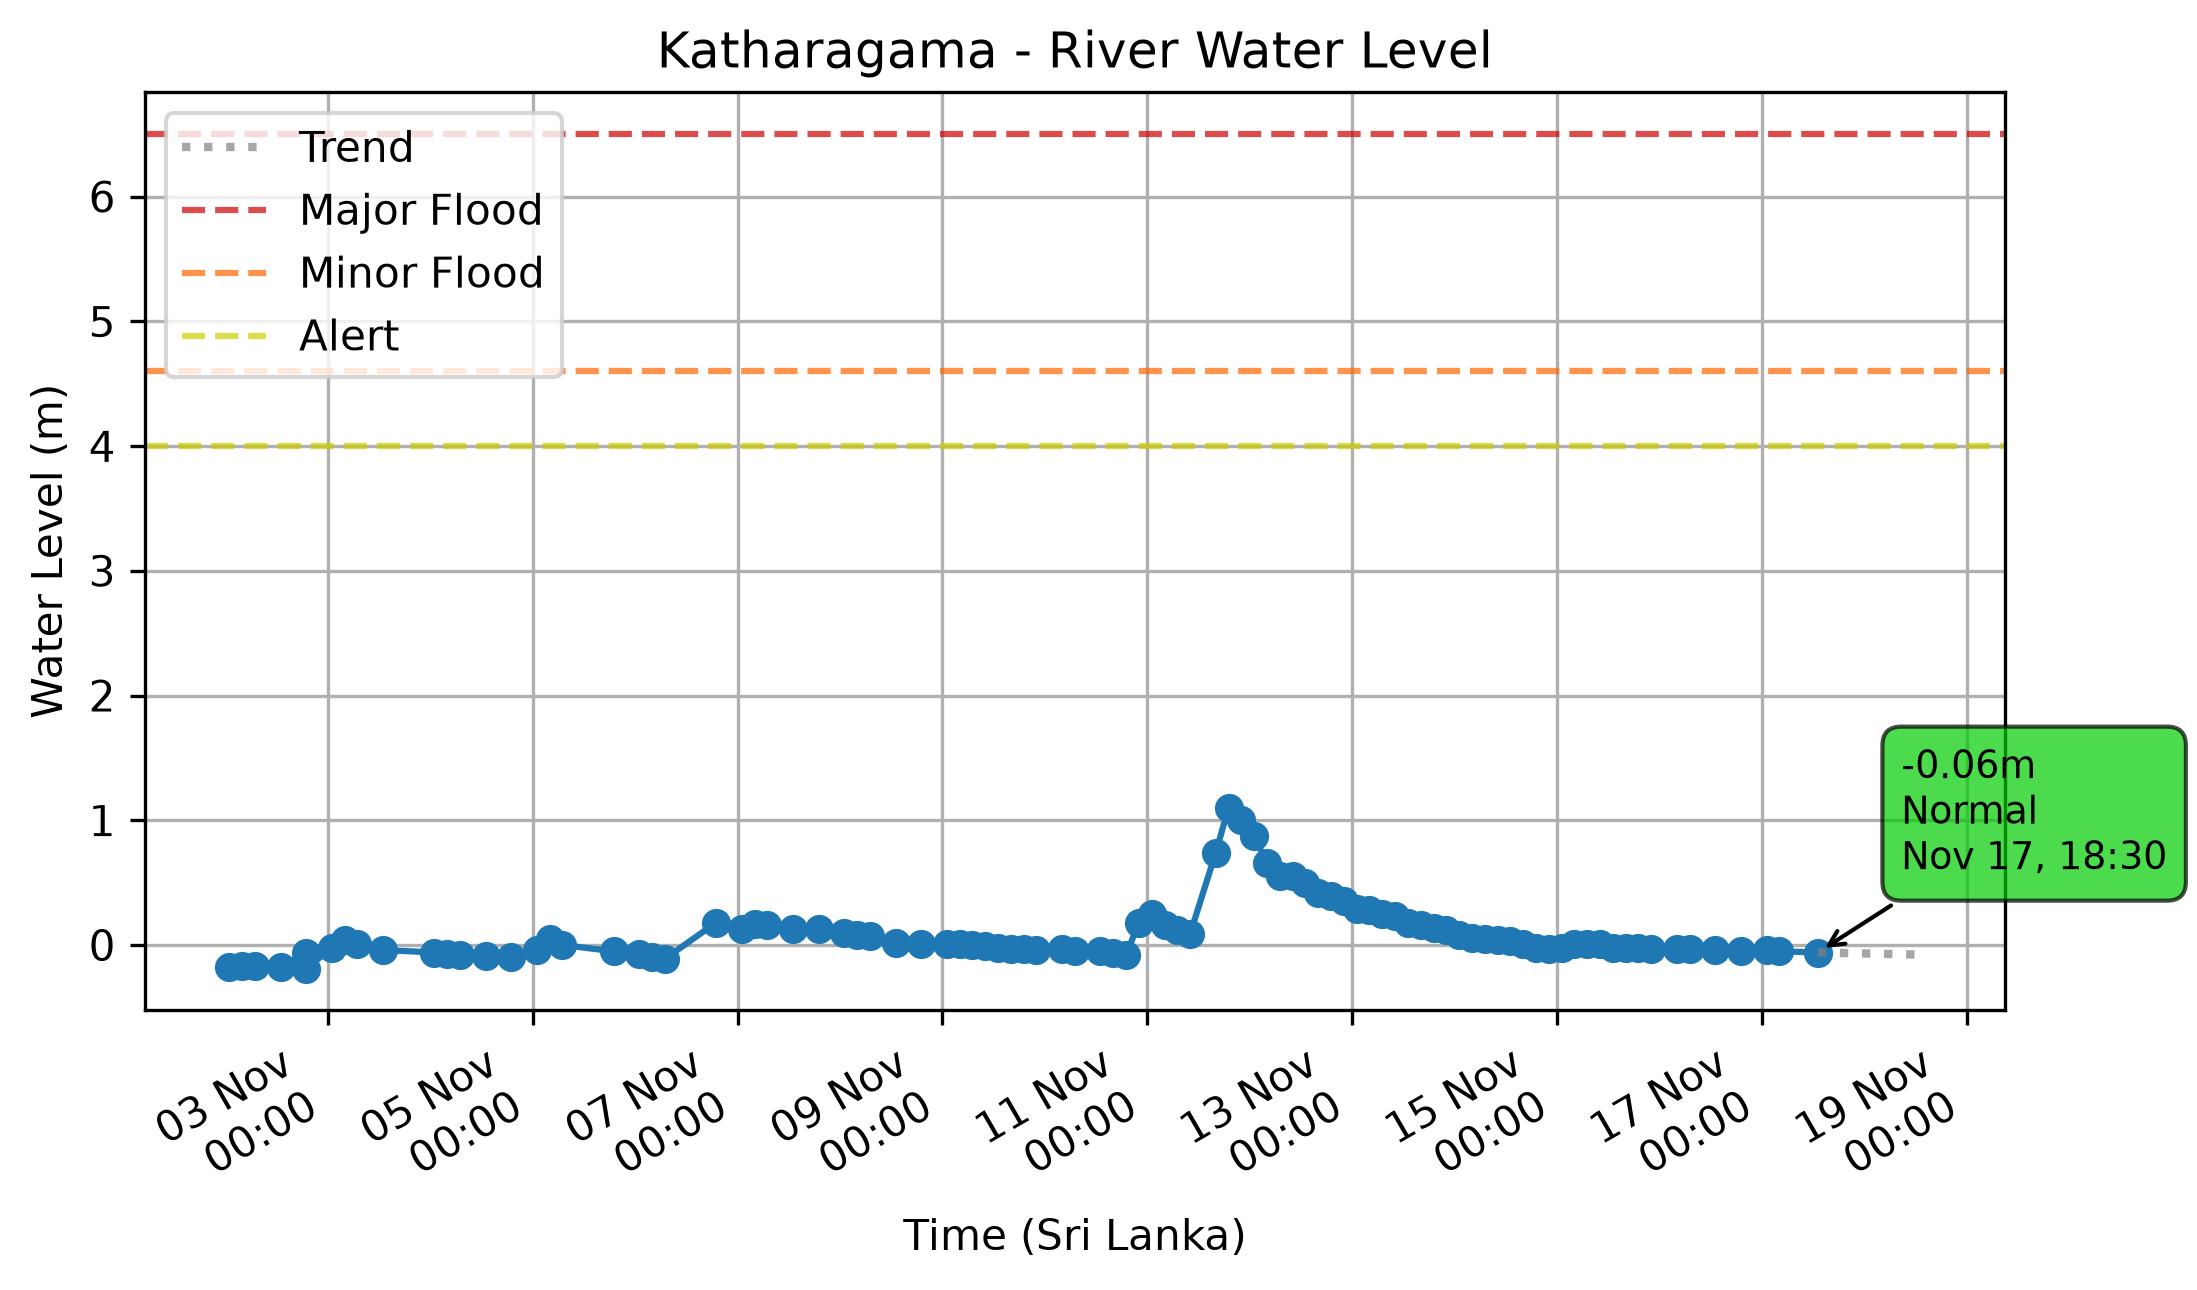 Katharagama - River Water Level
Trend
Major Flood
Minor Flood
Alert
6
5
4
3
2
1
0
Water Level (m)
-0.06m
Normal
Nov 17, 18:30
03 Nov
00:00
05 Nov
00:00
07 Nov
00:00
09 Nov
00:00
11 Nov
00:00
13 Nov
00:00
15 Nov
00:00
17 Nov
00:00
19 Nov
00:00
Time (Sri Lanka)